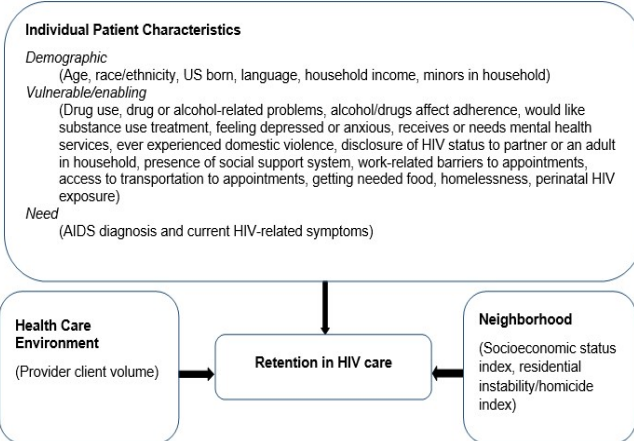 Individual Patient Characteristics
Demographic
(Age, race/ethnicity, US born, language, household income, minors in household)
Vulnerable/enabling
(Drug use, drug or alcohol-related problems, alcohol/drugs affect adherence, would like
substance use treatment, feeling depressed or anxious, receives or needs mental health
services, ever experienced domestic violence, disclosure of HIV status to partner or an adult
in household, presence of social support system, work-related barriers to appointments,
access to transportation to appointments, getting needed food, homelessness, perinatal HIV
exposure)
Need
(AIDS diagnosis and current HIV-related symptoms)
Health Care
Environment
(Provider client volume)
Retention in HIV care
Neighborhood
(Socioeconomic status
index, residential
instability/homicide
index)